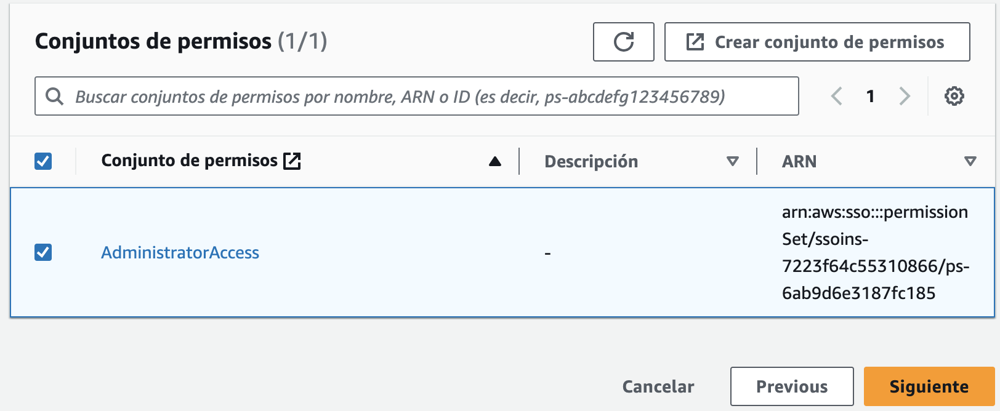 Conjuntos de permisos (1/1)
Crear conjunto de permisos
Buscar conjuntos de permisos por nombre, ARN o ID (es decir, ps-abcdefg123456789)
1
Conjunto de permisos
Descripción
ARN
AdministratorAccess
-
arn:aws:sso:::permission
Set/ssoins-
7223f64c55310866/ps-
6ab9d6e3187fc185
Cancelar
Previous
Siguiente